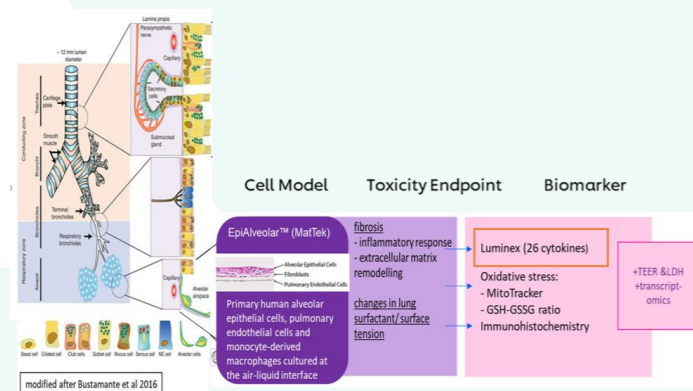 Lamina propia
Parasympathetic
nerve
Capillary
Secretory
cells
Submucosal
gland
~ 12 mm lumen
diameter
Cartilage
plate
Smooth
muscle
Terminal
bronchioles
Respiratory
bronchioles
Conducting zone
Trachea
Bronchi
Bronchioles
Respiratory zone
Alveoli
Capillary
Alveolar
airspace
Basal cell
Ciliated cell
Club cells
Goblet cell
Mucus cell
Serous cell
NE cell
Alveolar cells
modified after Bustamante et al 2016
Cell Model
Toxicity Endpoint
Biomarker
EpiAlveolar™ (MatTek)
Alveolar Epithelial Cells
Fibroblasts
Pulmonary Endothelial Cells
Primary human alveolar
epithelial cells, pulmonary
endothelial cells and
monocyte-derived
macrophages cultured at
the air-liquid interface
fibrosis
- inflammatory response
- extracellular matrix
remodelling
changes in lung
surfactant/ surface
tension
Luminex (26 cytokines)
Oxidative stress:
- MitoTracker
- GSH-GSSG ratio
Immunohistochemistry
+TEER &LDH
+transcript-
omics